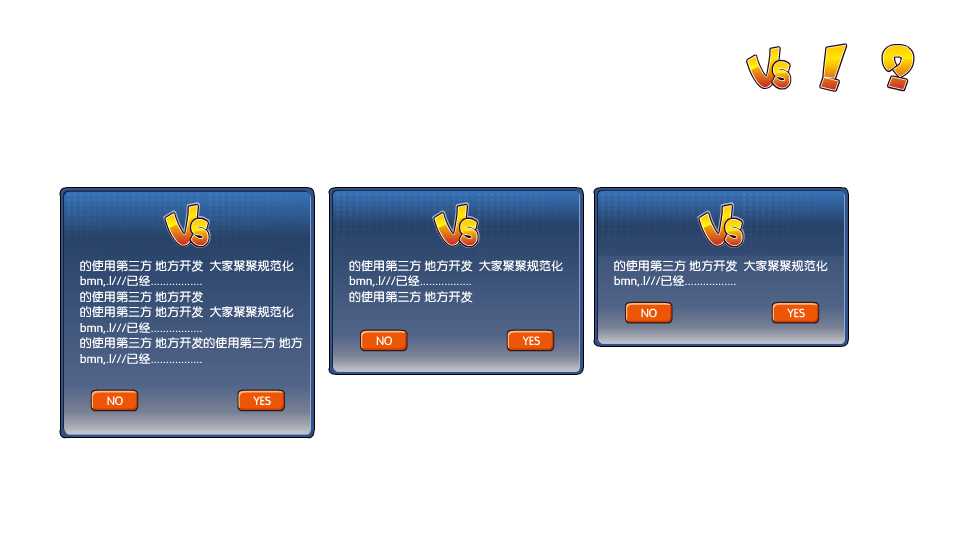 Vs ! ?
Vs
的使用第三方 地方开发 大家聚聚规范化
bmn,.l///已经................
的使用第三方 地方开发
的使用第三方 地方开发 大家聚聚规范化
bmn,.l///已经................
的使用第三方 地方开发的使用第三方 地方
bmn,.l///已经................
NO YES
Vs
的使用第三方 地方开发 大家聚聚规范化
bmn,.l///已经................
的使用第三方 地方开发
NO YES
Vs
的使用第三方 地方开发 大家聚聚规范化
bmn,.l///已经................
NO YES